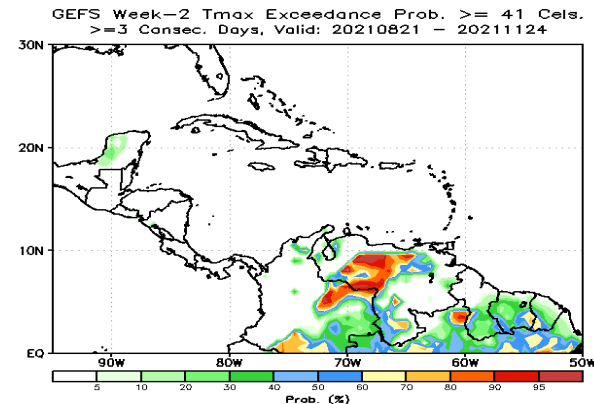 GEFS Week-2 Tmax Exceedance Prob. >= 41 Cels.
>=3 Consec. Days, Valid: 20210821 - 20211124
30N
20N
10N
EQ
90W 80W 70W 60W 50W
5 10 20 30 40 50 60 70 80 90 95
Prob. (%)